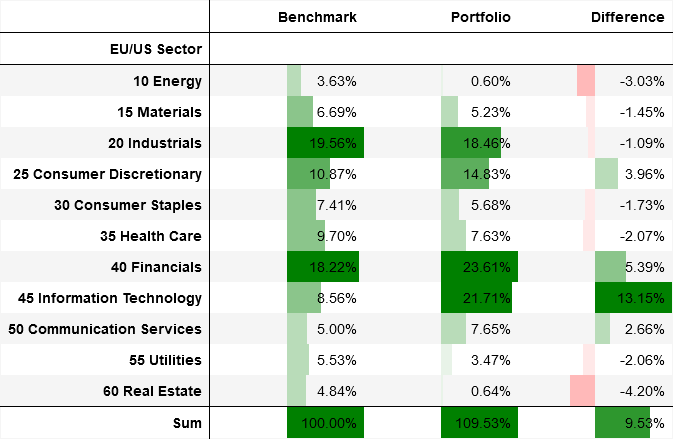 Benchmark Portfolio Difference
EU/US Sector
10 Energy 3.63% 0.60% -3.03%
15 Materials 6.69% 5.23% -1.45%
20 Industrials 19.56% 18.46% -1.09%
25 Consumer Discretionary 10.87% 14.83% 3.96%
30 Consumer Staples 7.41% 5.68% -1.73%
35 Health Care 9.70% 7.63% -2.07%
40 Financials 18.22% 23.61% 5.39%
45 Information Technology 8.56% 21.71% 13.15%
50 Communication Services 5.00% 7.65% 2.66%
55 Utilities 5.53% 3.47% -2.06%
60 Real Estate 4.84% 0.64% -4.20%
Sum 100.00% 109.53% 9.53%